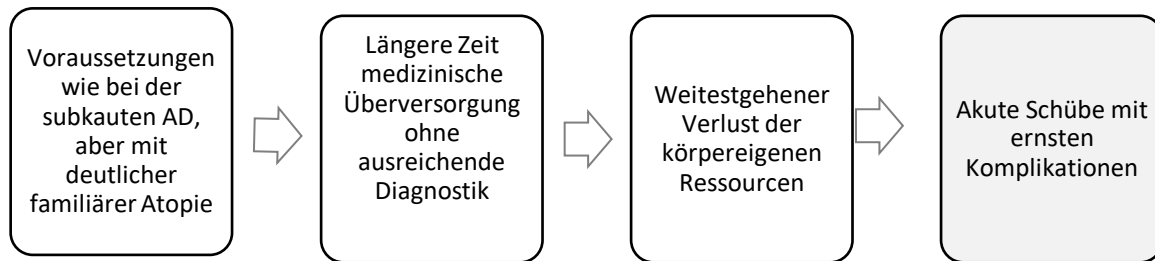 Voraussetzungen
wie bei der
subkauten AD,
aber mit
deutlicher
familiärer Atopie
Längere Zeit
medizinische
Überversorgung
ohne
ausreichende
Diagnostik
Weitestgehener
Verlust der
körpereigenen
Ressourcen
Akute Schübe mit
ernsten
Komplikationen